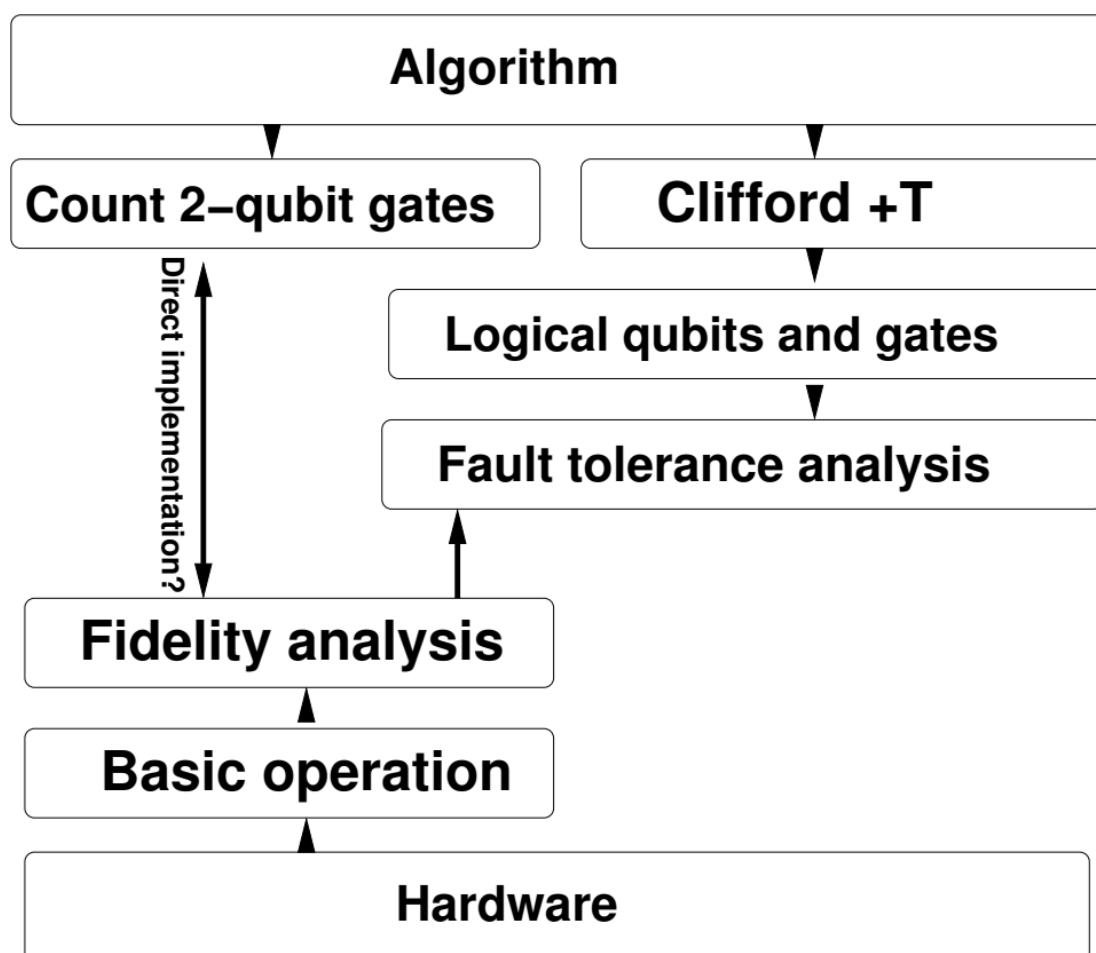 Algorithm
Count 2−qubit gates
Clifford +T
Direct implementation?
Logical qubits and gates
Fault tolerance analysis
Fidelity analysis
Basic operation
Hardware